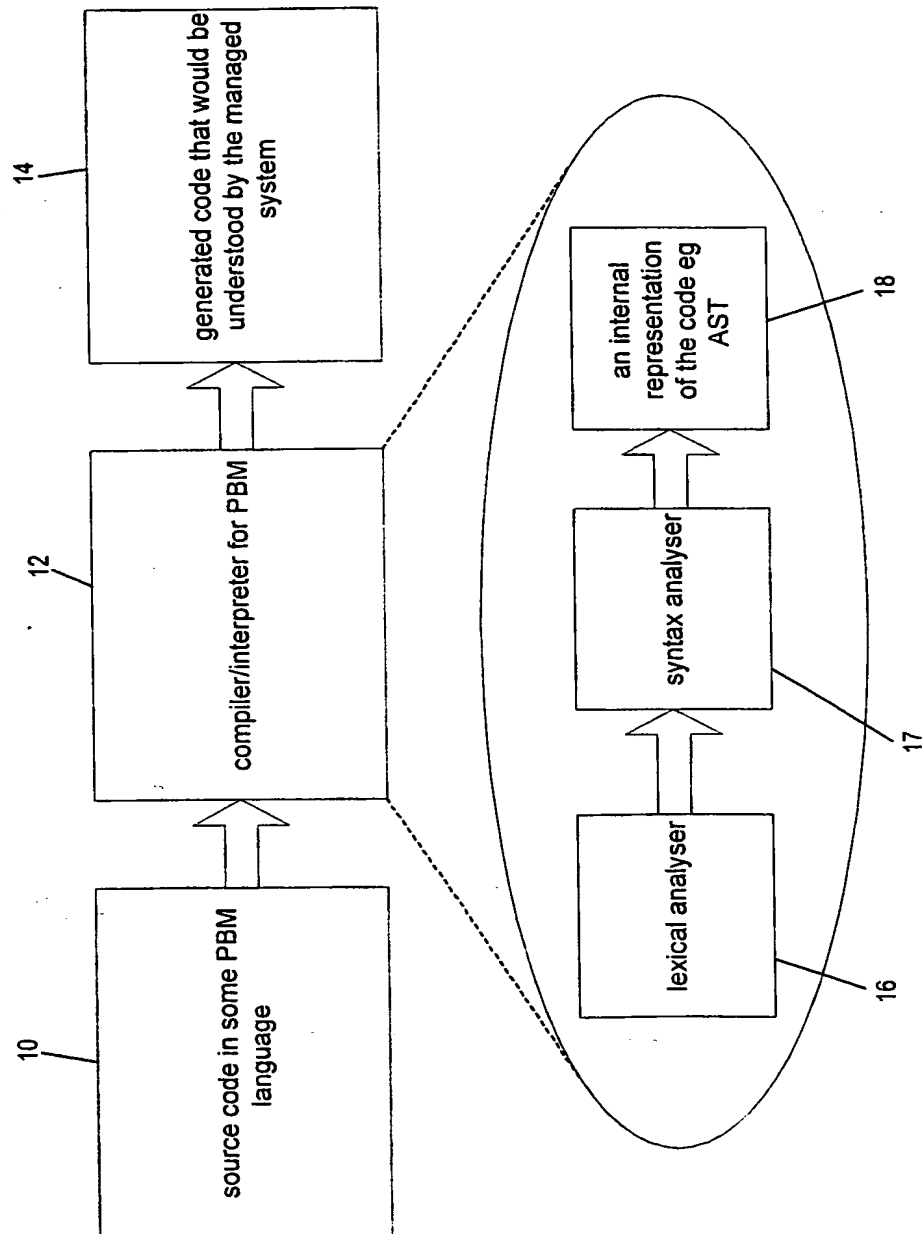 10
source code in some PBM
language
12
compiler/interpreter for PBM
14
generated code that would be
understood by the managed
system
lexical analyser
16
syntax analyser
17
an internal
representation
of the code eg
AST
18